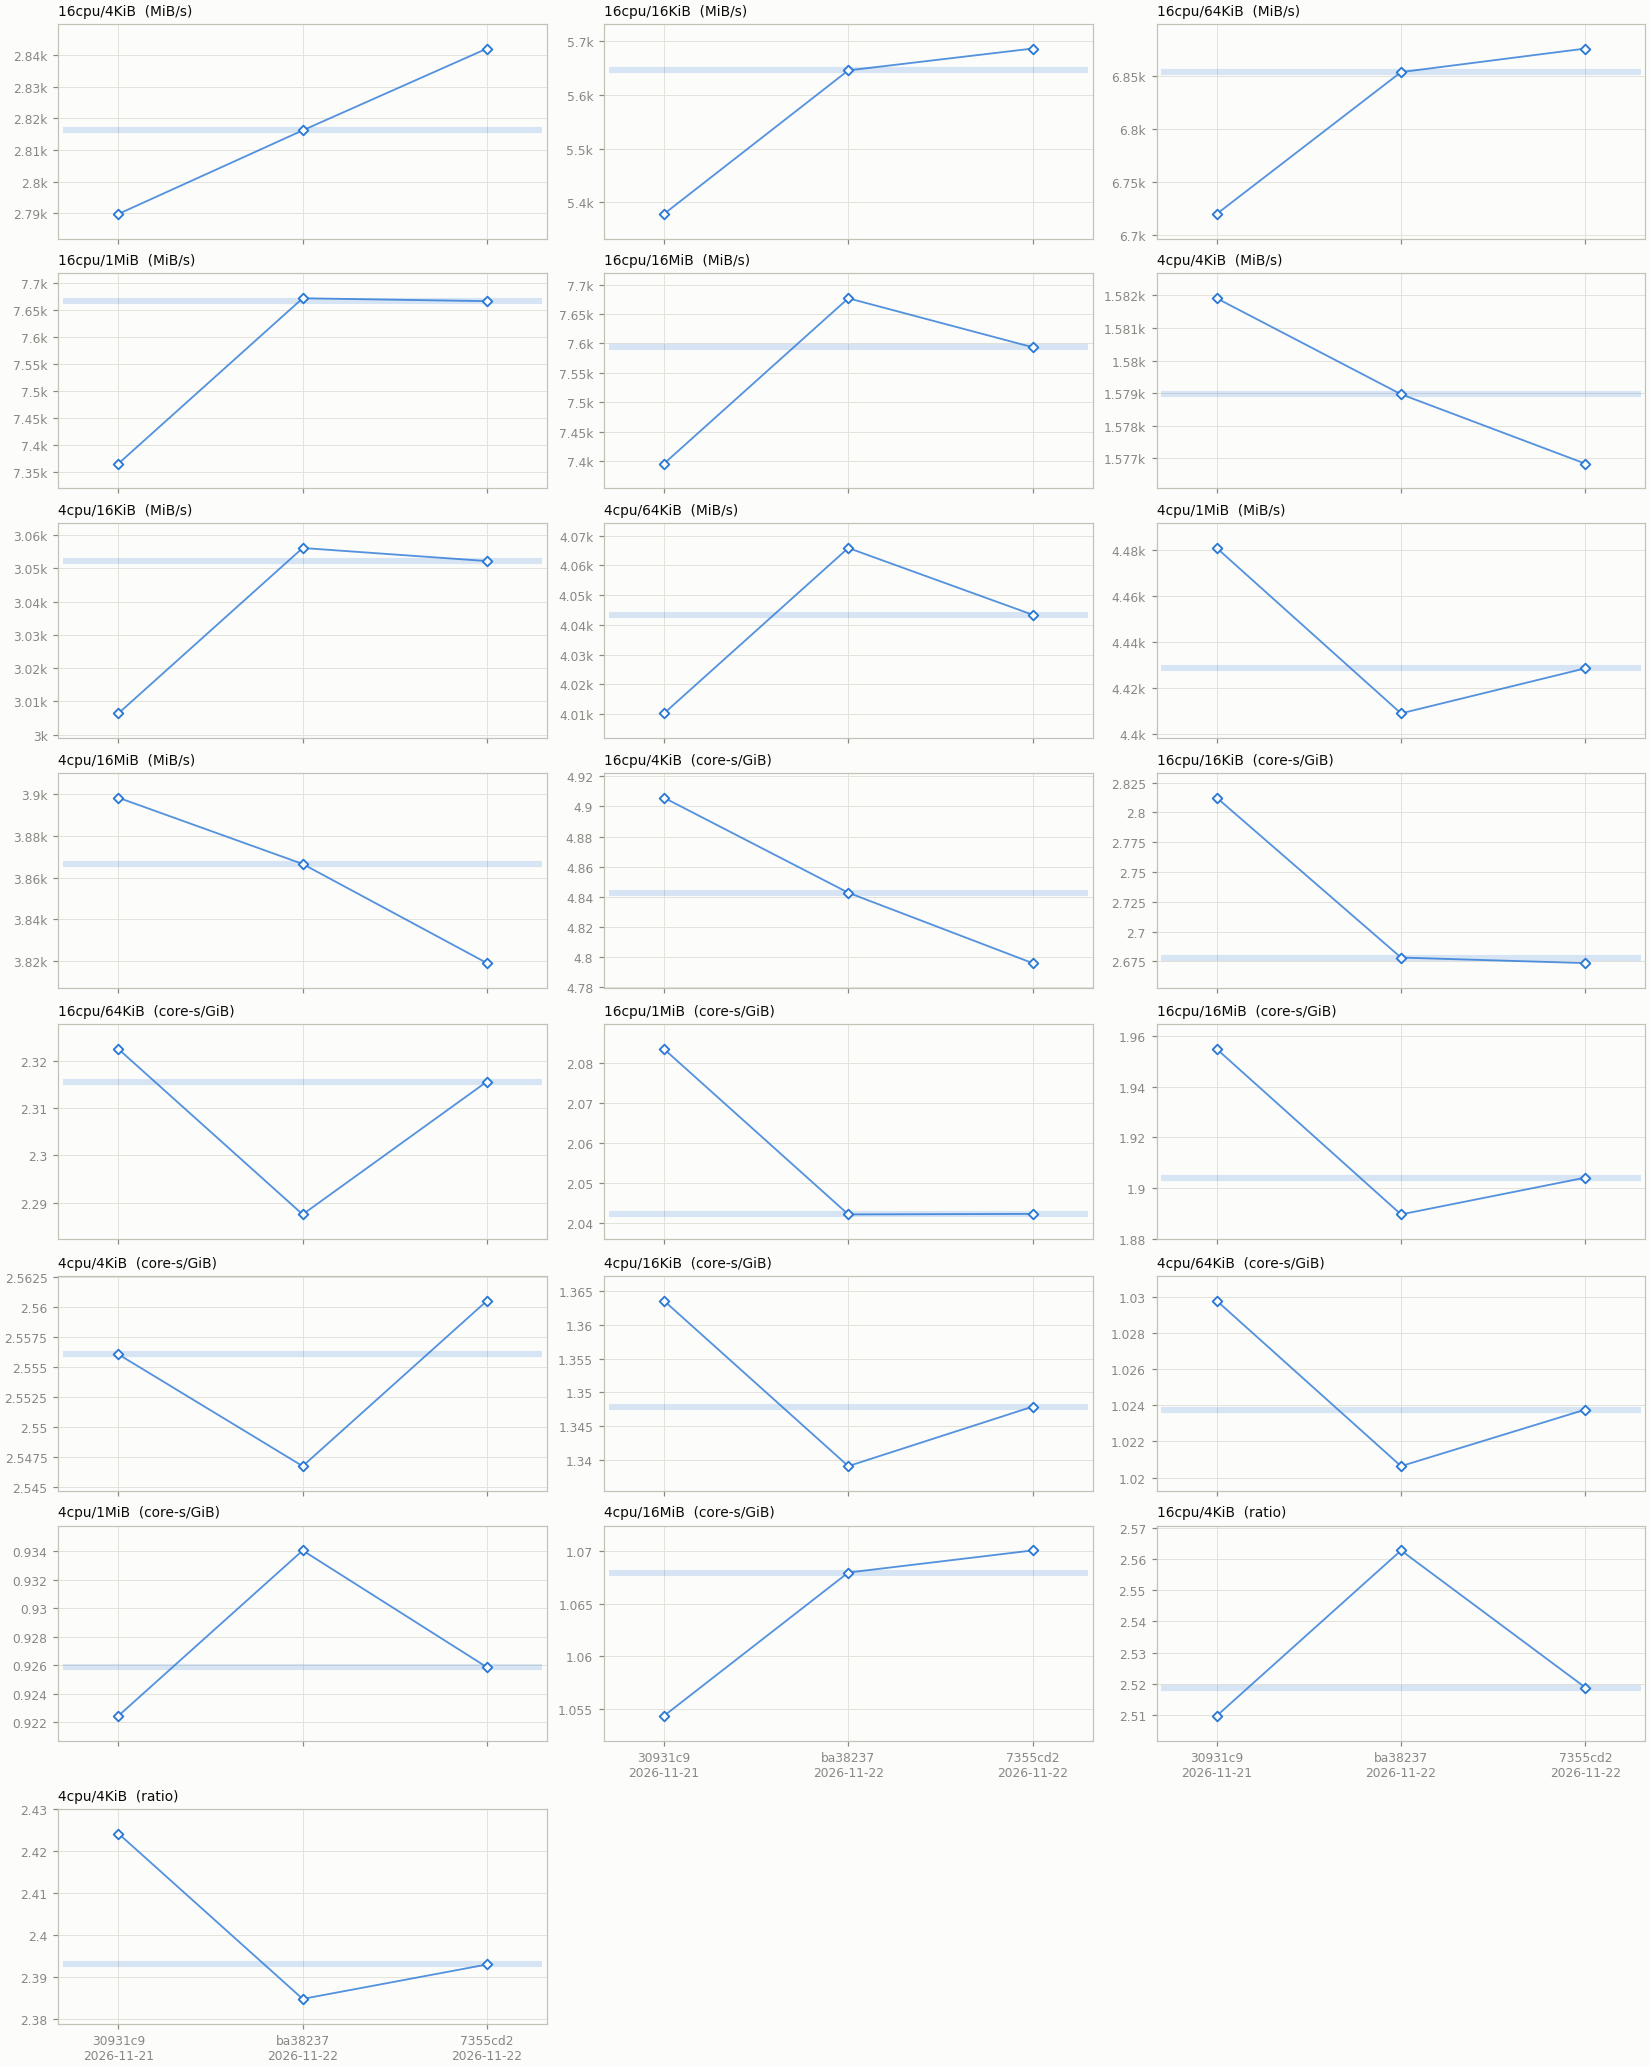 16cpu/4KiB (MiB/s)
2.84k
2.83k
2.82k
2.81k
2.8k
2.79k
16cpu/16KiB (MiB/s)
5.7k
5.6k
5.5k
5.4k
16cpu/64KiB (MiB/s)
6.85k
6.8k
6.75k
6.7k
16cpu/1MiB (MiB/s)
7.7k
7.65k
7.6k
7.55k
7.5k
7.45k
7.4k
7.35k
16cpu/16MiB (MiB/s)
7.7k
7.65k
7.6k
7.55k
7.5k
7.45k
7.4k
4cpu/4KiB (MiB/s)
1.582k
1.581k
1.58k
1.579k
1.578k
1.577k
4cpu/16KiB (MiB/s)
3.06k
3.05k
3.04k
3.03k
3.02k
3.01k
3k
4cpu/64KiB (MiB/s)
4.07k
4.06k
4.05k
4.04k
4.03k
4.02k
4.01k
4cpu/1MiB (MiB/s)
4.48k
4.46k
4.44k
4.42k
4.4k
4cpu/16MiB (MiB/s)
3.9k
3.88k
3.86k
3.84k
3.82k
16cpu/4KiB (core-s/GiB)
4.92
4.9
4.88
4.86
4.84
4.82
4.8
4.78
16cpu/16KiB (core-s/GiB)
2.825
2.8
2.775
2.75
2.725
2.7
2.675
16cpu/64KiB (core-s/GiB)
2.32
2.31
2.3
2.29
16cpu/1MiB (core-s/GiB)
2.08
2.07
2.06
2.05
2.04
16cpu/16MiB (core-s/GiB)
1.96
1.94
1.92
1.9
1.88
4cpu/4KiB (core-s/GiB)
2.5625
2.56
2.5575
2.555
2.5525
2.55
2.5475
2.545
4cpu/16KiB (core-s/GiB)
1.365
1.36
1.355
1.35
1.345
1.34
4cpu/64KiB (core-s/GiB)
1.03
1.028
1.026
1.024
1.022
1.02
4cpu/1MiB (core-s/GiB)
0.934
0.932
0.93
0.928
0.926
0.924
0.922
4cpu/16MiB (core-s/GiB)
1.07
1.065
1.06
1.055
30931c9 ba38237 7355cd2
2026-11-21 2026-11-22 2026-11-22
16cpu/4KiB (ratio)
2.57
2.56
2.55
2.54
2.53
2.52
2.51
30931c9 ba38237 7355cd2
2026-11-21 2026-11-22 2026-11-22
4cpu/4KiB (ratio)
2.43
2.42
2.41
2.4
2.39
2.38
30931c9 ba38237 7355cd2
2026-11-21 2026-11-22 2026-11-22